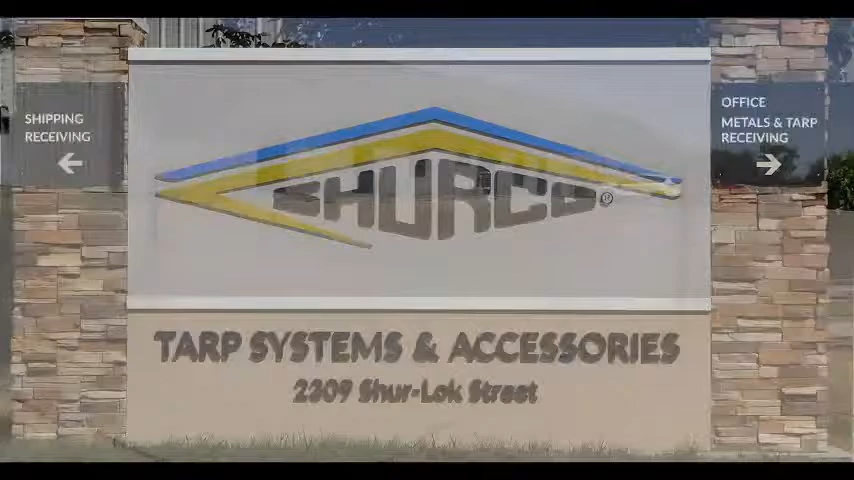 SHIPPING
RECEIVING
←
OFFICE
METALS & TARP
RECEIVING
→
SHURCO®
TARP SYSTEMS & ACCESSORIES
2309 Shur-Lok Street